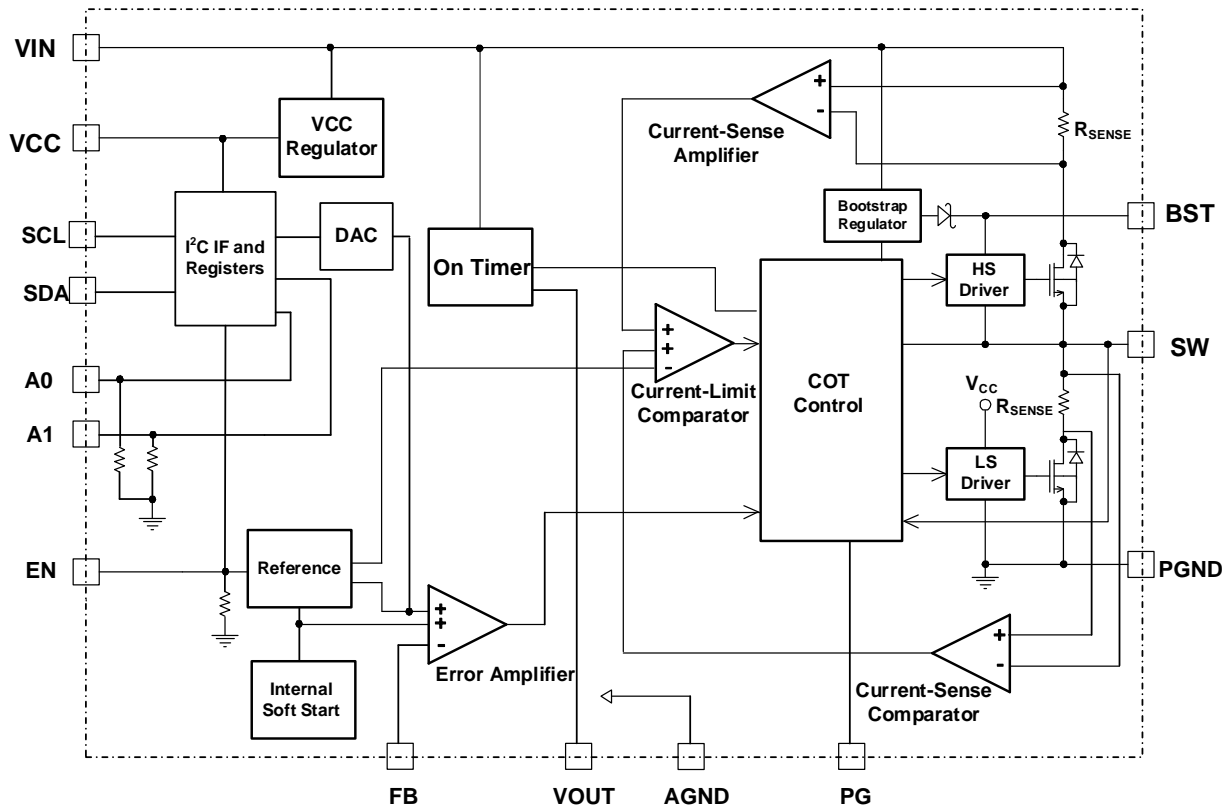 VIN
VCC
SCL
SDA
A0
A1
EN
VCC
Regulator
I²C IF and
Registers
DAC
On Timer
Reference
Internal
Soft Start
+
+
-
Error Amplifier
+
-
Current-Sense
Amplifier
+
+
-
Current-Limit
Comparator
COT
Control
Bootstrap
Regulator
HS
Driver
LS
Driver
RSENSE
VCC
RSENSE
+
-
Current-Sense
Comparator
BST
SW
PGND
FB
VOUT
AGND
PG